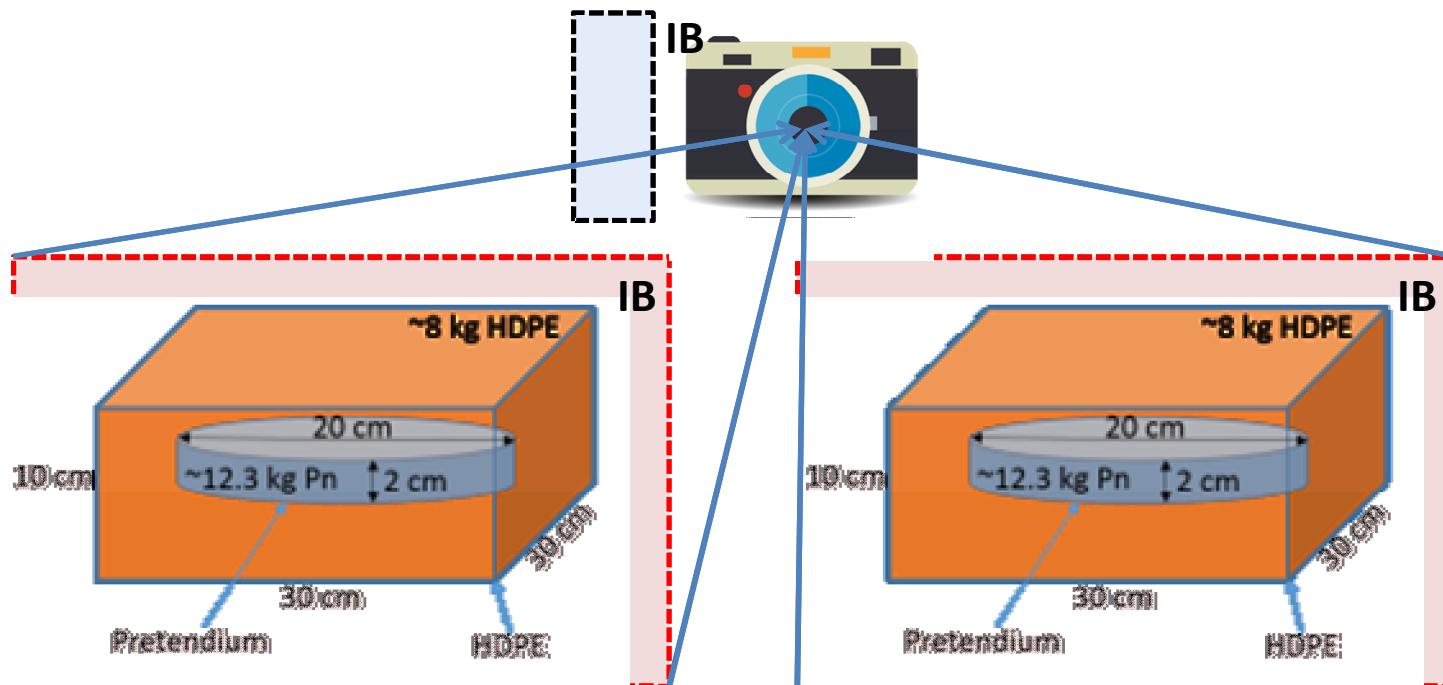 IB
IB
~8 kg HDPE
20 cm
~12.3 kg Pn
2 cm
10 cm
30 cm
30 cm
Pretendium
HDPE
IB
~8 kg HDPE
20 cm
~12.3 kg Pn
2 cm
10 cm
30 cm
30 cm
Pretendium
HDPE